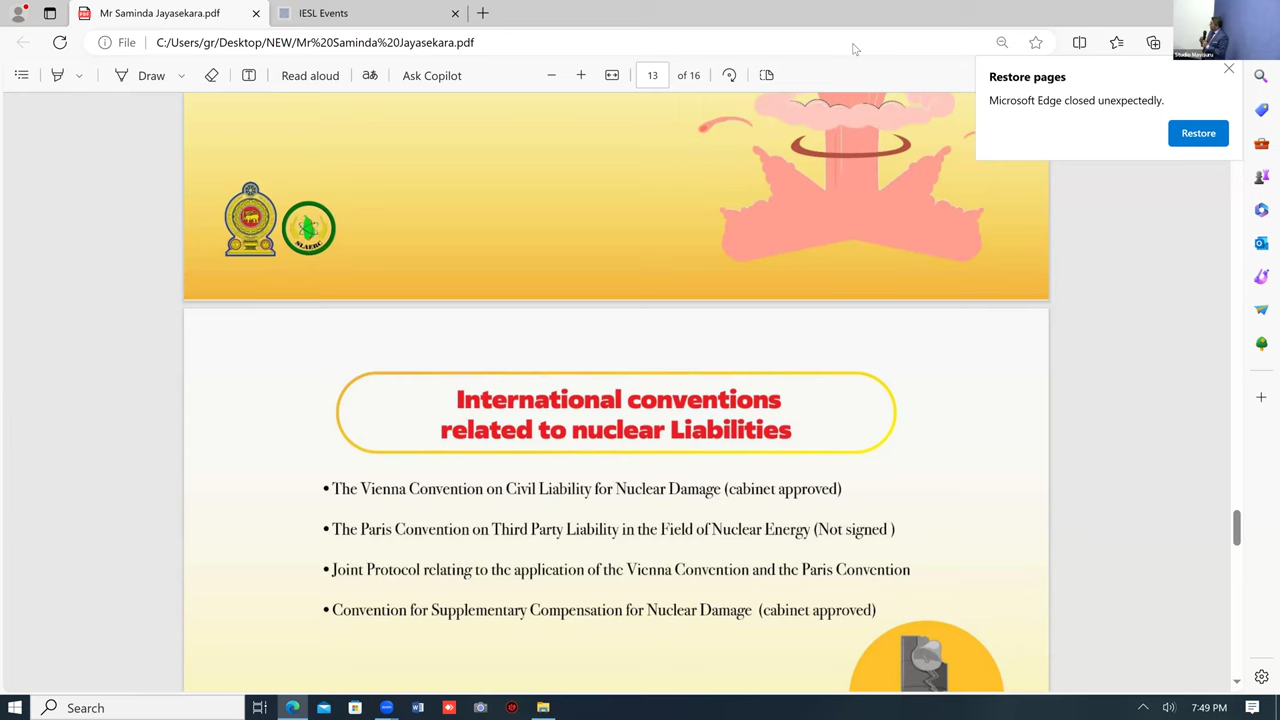 Mr Saminda Jayasekara.pdf
IESL Events
File
C:/Users/gr/Desktop/NEW/Mr%20Saminda%20Jayasekara.pdf
Studio Mayuru
Draw
Read aloud
Ask Copilot
13 of 16
Restore pages
Microsoft Edge closed unexpectedly.
Restore
SLAERC
International conventions
related to nuclear Liabilities
• The Vienna Convention on Civil Liability for Nuclear Damage (cabinet approved)
• The Paris Convention on Third Party Liability in the Field of Nuclear Energy (Not signed )
• Joint Protocol relating to the application of the Vienna Convention and the Paris Convention
• Convention for Supplementary Compensation for Nuclear Damage (cabinet approved)
Search
7:49 PM